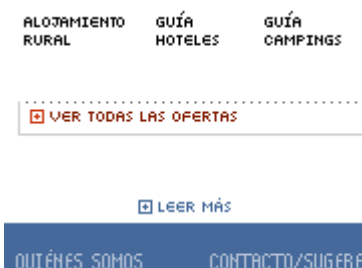 ALOJAMIENTO RURAL
GUÍA HOTELES
GUÍA CAMPINGS
VER TODAS LAS OFERTAS
LEER MÁS
QUIÉNES SOMOS